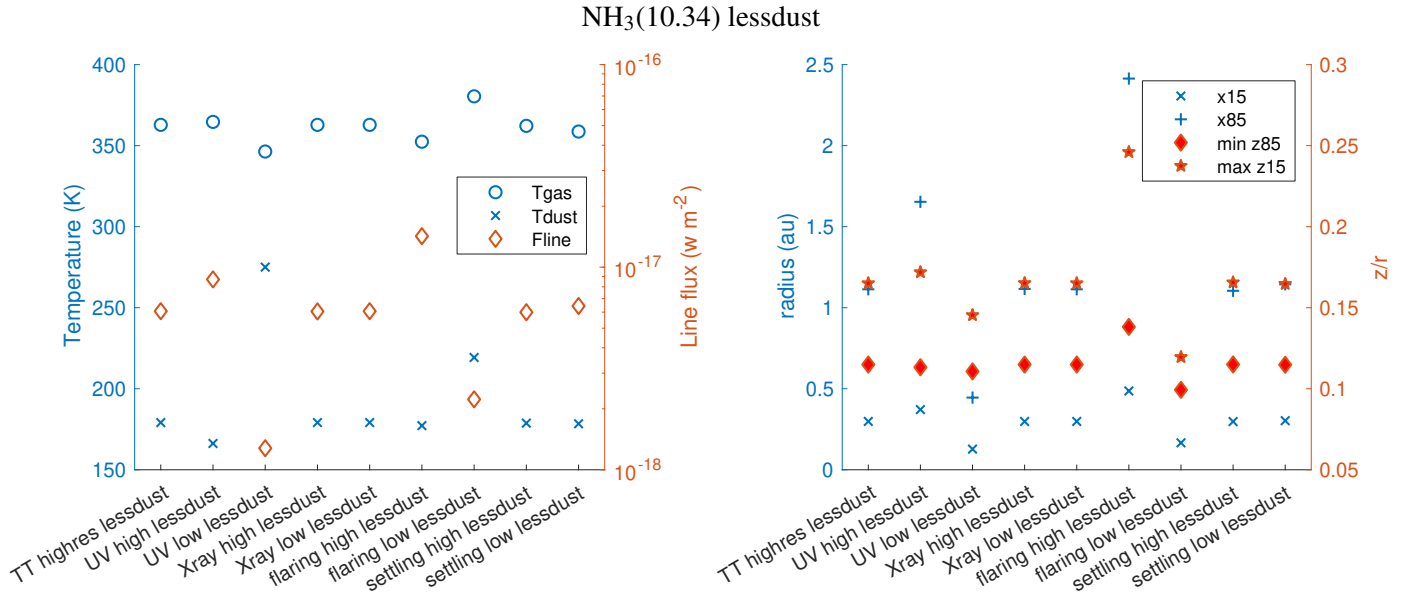 NH₃(10.34) lessdust
400
350
300
250
200
150
Temperature (K)
10⁻¹⁶
10⁻¹⁷
10⁻¹⁸
Line flux (w m⁻²)
Tgas
Tdust
Fline
TT highres lessdust
UV high lessdust
UV low lessdust
Xray high lessdust
Xray low lessdust
flaring high lessdust
flaring low lessdust
settling high lessdust
settling low lessdust
2.5
2
1.5
1
0.5
0
radius (au)
0.3
0.25
0.2
0.15
0.1
0.05
z/r
x15
x85
min z85
max z15
TT highres lessdust
UV high lessdust
UV low lessdust
Xray high lessdust
Xray low lessdust
flaring high lessdust
flaring low lessdust
settling high lessdust
settling low lessdust